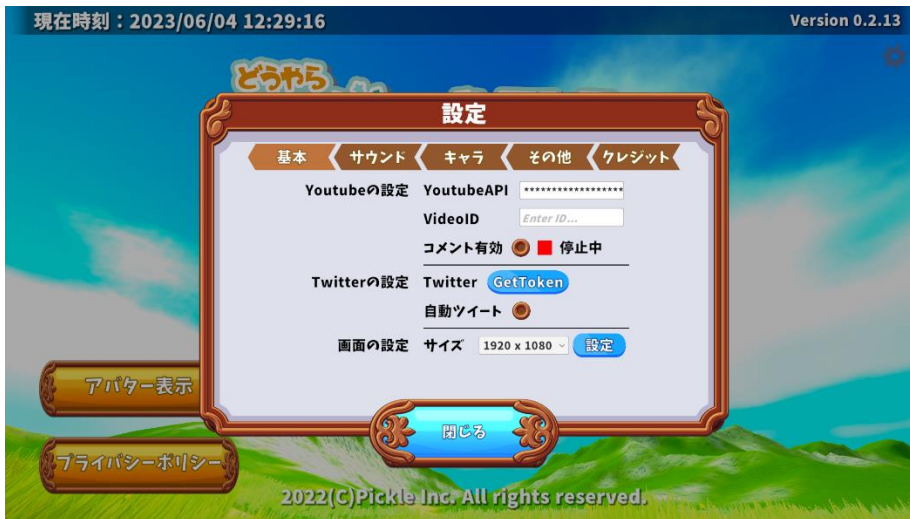 現在時刻：2023/06/04 12:29:16
Version 0.2.13
どうやら
設定
基本 サウンド キャラ その他 クレジット
Youtubeの設定 YoutubeAPI ******************
VideoID Enter ID...
コメント有効 停止中
Twitterの設定 Twitter GetToken
自動ツイート
画面の設定 サイズ 1920 x 1080 設定
アバター表示
閉じる
プライバシーポリシー
2022(C)Pickle Inc. All rights reserved.